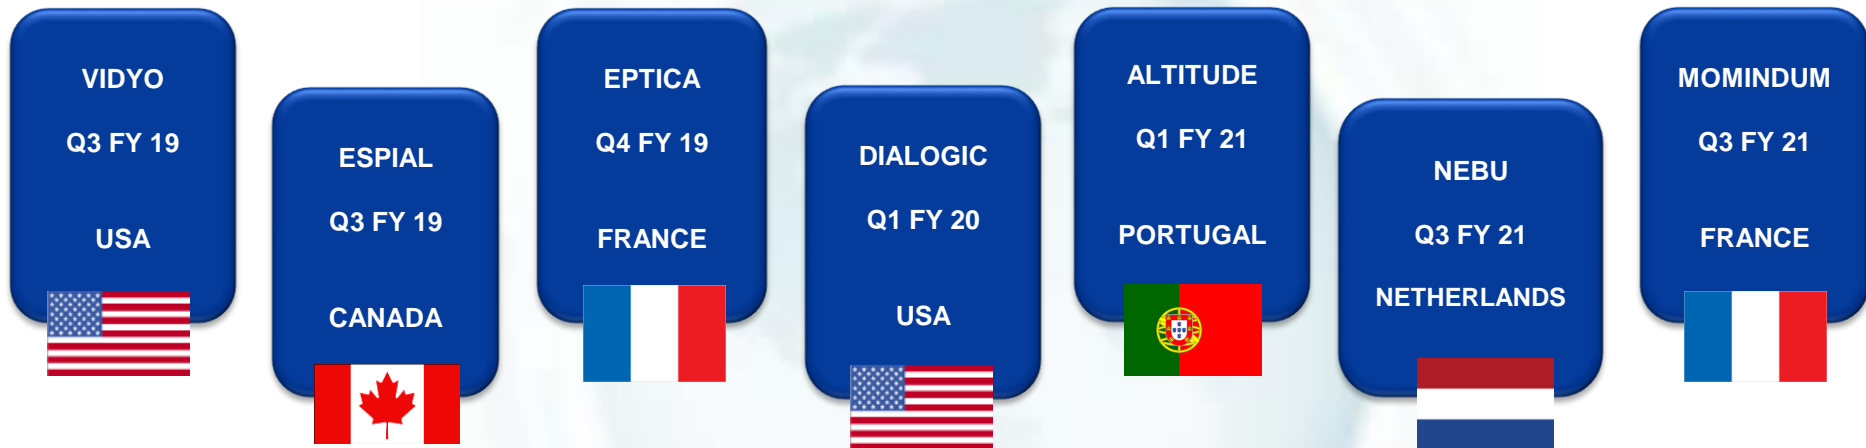 VIDYO
Q3 FY 19
USA
ESPIAL
Q3 FY 19
CANADA
EPTICA
Q4 FY 19
FRANCE
DIALOGIC
Q1 FY 20
USA
ALTITUDE
Q1 FY 21
PORTUGAL
NEBU
Q3 FY 21
NETHERLANDS
MOMINDUM
Q3 FY 21
FRANCE